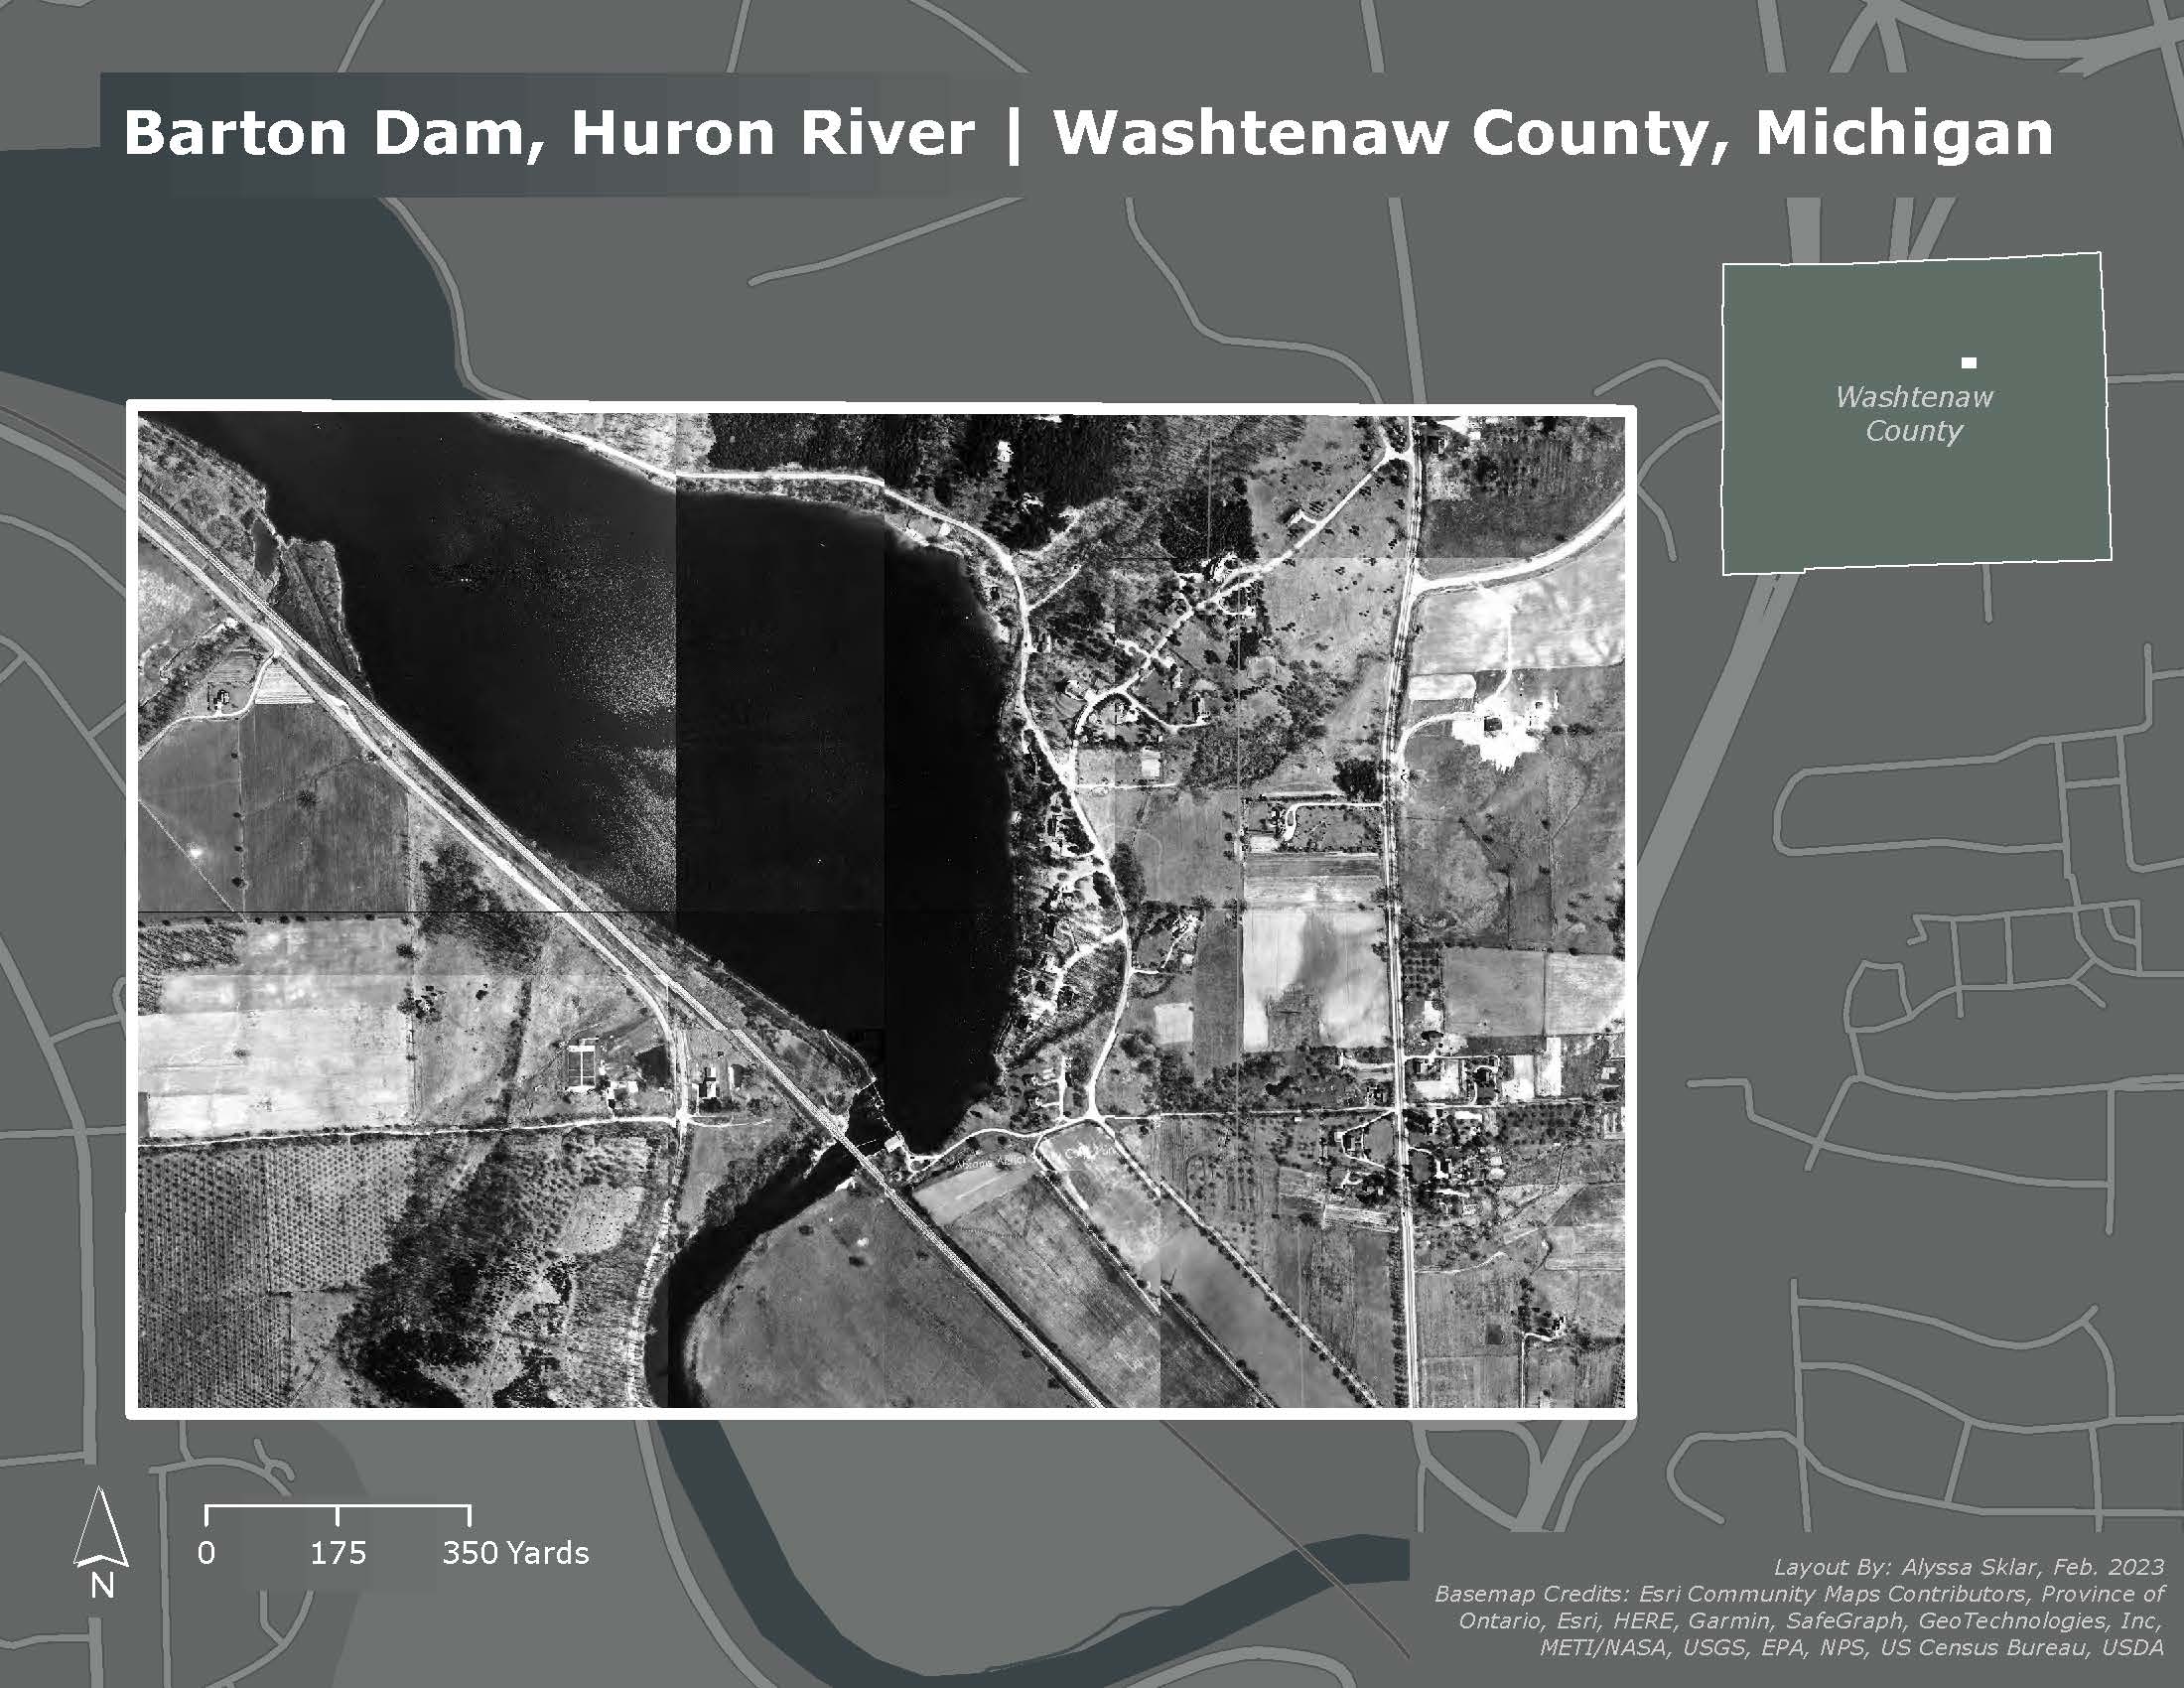 Barton Dam, Huron River | Washtenaw County, Michigan
Washtenaw
County
N
0 175 350 Yards
Layout By: Alyssa Sklar, Feb. 2023
Basemap Credits: Esri Community Maps Contributors, Province of
Ontario, Esri, HERE, Garmin, SafeGraph, GeoTechnologies, Inc,
METI/NASA, USGS, EPA, NPS, US Census Bureau, USDA